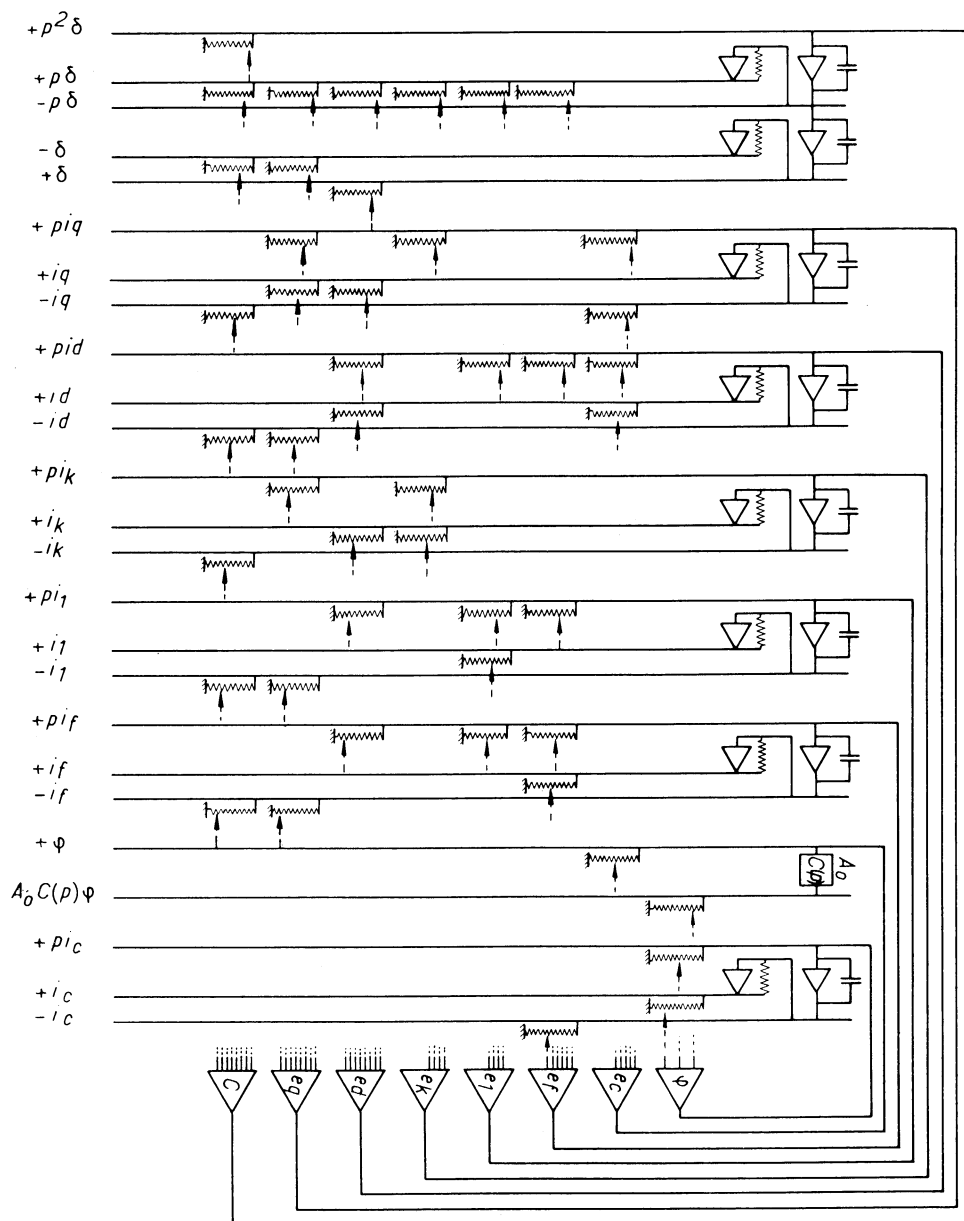 +p²δ
+pδ
−pδ
−δ
+δ
+piq
+iq
−iq
+pid
+id
−id
+pik
+ik
−ik
+pi1
+i1
−i1
+pif
+if
−if
+φ
A₀
C(p)
A₀C(p)φ
+pic
+ic
−ic
C eq ed ek e1 ef ec φ